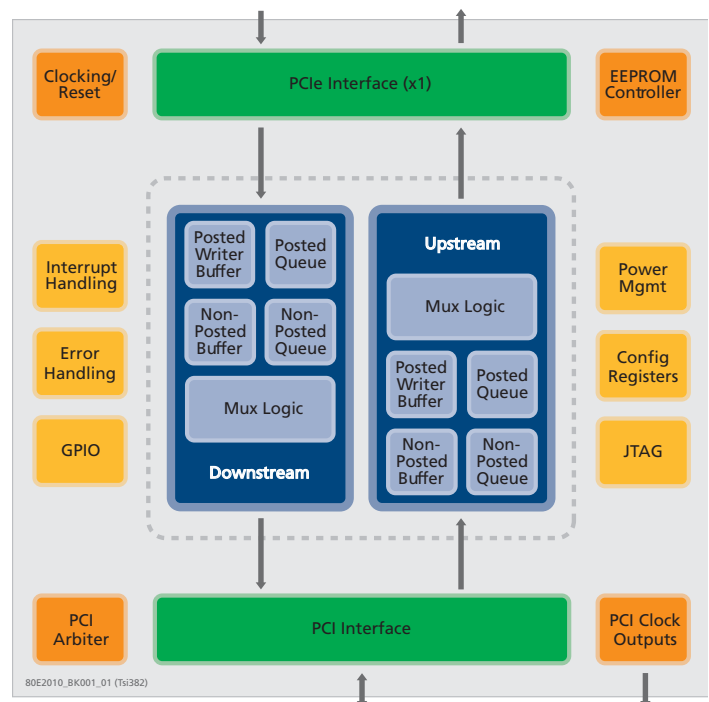 Clocking/
Reset
PCIe Interface (x1)
EEPROM
Controller
Interrupt
Handling
Error
Handling
GPIO
Posted
Writer
Buffer
Posted
Queue
Non-
Posted
Buffer
Non-
Posted
Queue
Mux Logic
Downstream
Upstream
Mux Logic
Posted
Writer
Buffer
Posted
Queue
Non-
Posted
Buffer
Non-
Posted
Queue
Power
Mgmt
Config
Registers
JTAG
PCI
Arbiter
PCI Interface
PCI Clock
Outputs
80E2010_BK001_01 (Tsi382)